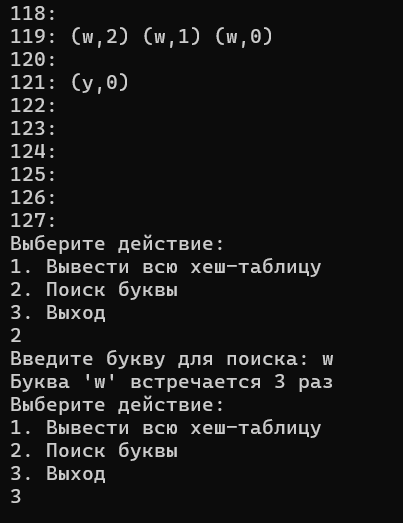 118:
119: (w,2) (w,1) (w,0)
120:
121: (y,0)
122:
123:
124:
125:
126:
127:
Выберите действие:
1. Вывести всю хеш-таблицу
2. Поиск буквы
3. Выход
2
Введите букву для поиска: w
Буква 'w' встречается 3 раз
Выберите действие:
1. Вывести всю хеш-таблицу
2. Поиск буквы
3. Выход
3